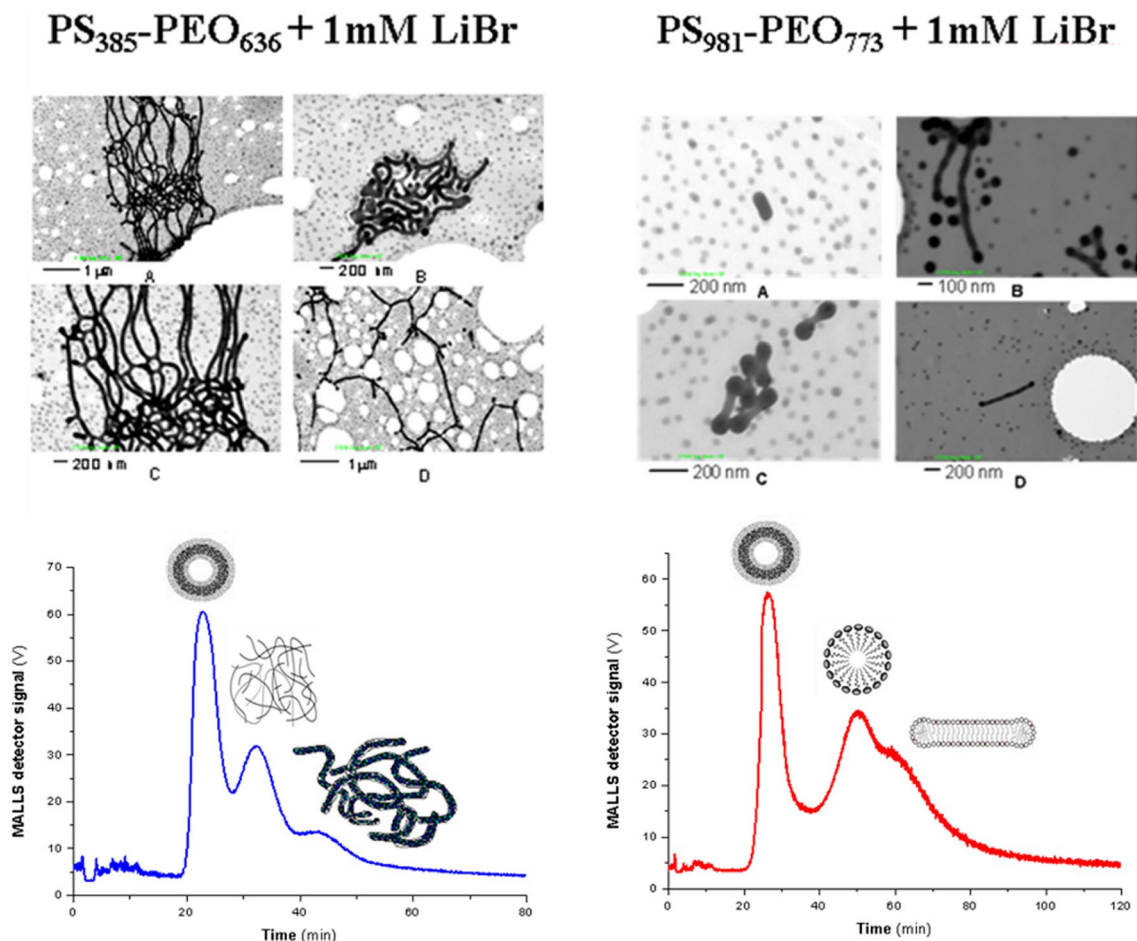 PS385-PEO636 + 1mM LiBr
PS981-PEO773 + 1mM LiBr
1 µm
A
200 nm
B
200 nm
C
1 µm
D
200 nm
A
100 nm
B
200 nm
C
200 nm
D
MALLS detector signal (V)
70
60
50
40
30
20
10
0
0
20
40
60
80
Time (min)
MALLS detector signal (V)
60
50
40
30
20
10
0
0
20
40
60
80
100
120
Time (min)